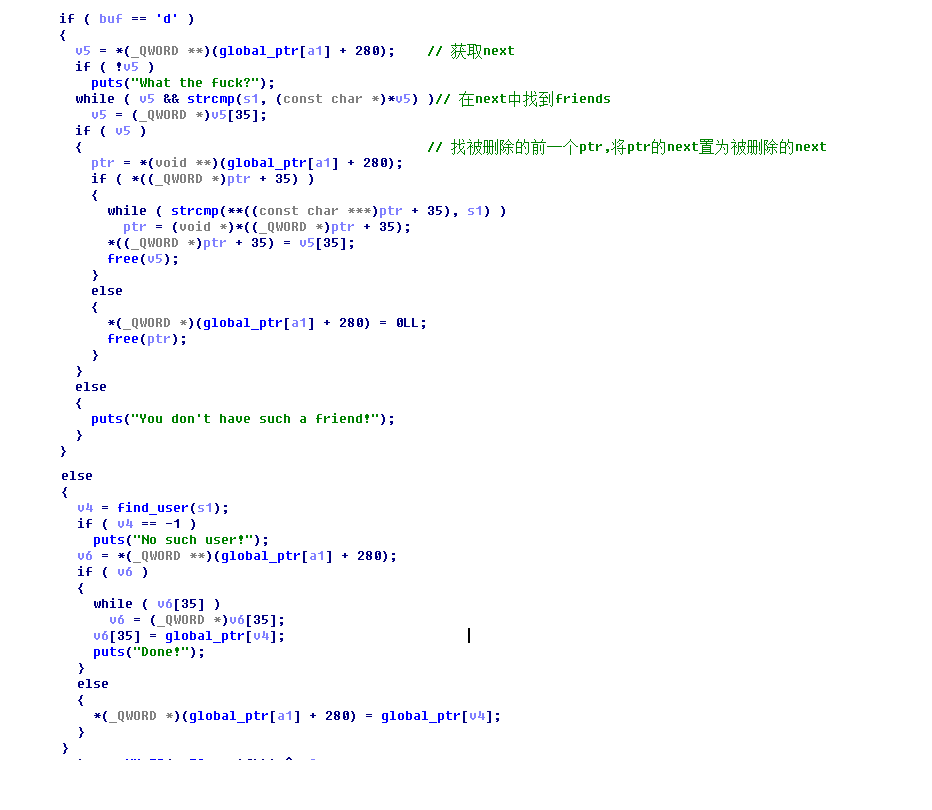 if ( buf == 'd' )
{
v5 = *(_QWORD **)(global_ptr[a1] + 280);    // 获取next
if ( !v5 )
puts("What the fuck?");
while ( v5 && strcmp(s1, (const char *)*v5) )// 在next中找到friends
v5 = (_QWORD *)v5[35];
if ( v5 )
{                                           // 找被删除的前一个ptr,将ptr的next置为被删除的next
ptr = *(void **)(global_ptr[a1] + 280);
if ( *((_QWORD *)ptr + 35) )
{
while ( strcmp(**((const char ***)ptr + 35), s1) )
ptr = (void *)*((_QWORD *)ptr + 35);
*((_QWORD *)ptr + 35) = v5[35];
free(v5);
}
else
{
*(_QWORD *)(global_ptr[a1] + 280) = 0LL;
free(ptr);
}
}
else
{
puts("You don't have such a friend!");
}
}
else
{
v4 = find_user(s1);
if ( v4 == -1 )
puts("No such user!");
v6 = *(_QWORD **)(global_ptr[a1] + 280);
if ( v6 )
{
while ( v6[35] )
v6 = (_QWORD *)v6[35];
v6[35] = global_ptr[v4];
puts("Done!");
}
else
{
*(_QWORD *)(global_ptr[a1] + 280) = global_ptr[v4];
}
}